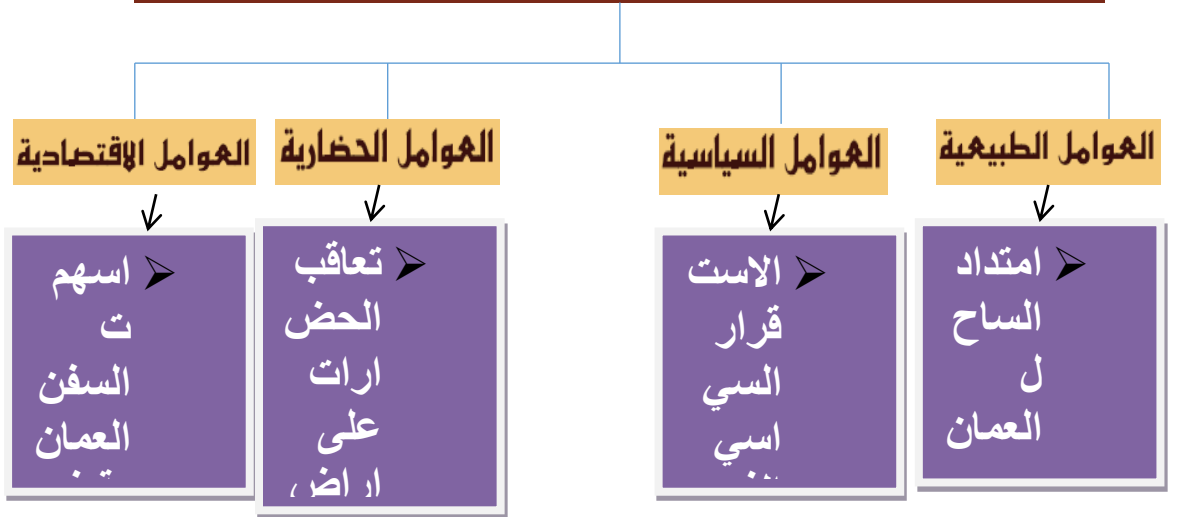 العوامل الطبيعية
العوامل السياسية
العوامل الحضارية
العوامل الاقتصادية
امتداد
الساح
ل
العمان
الاست
قرار
السي
اسي
تعاقب
الحض
ارات
على
اراض
اسهم
ت
السفن
العمان